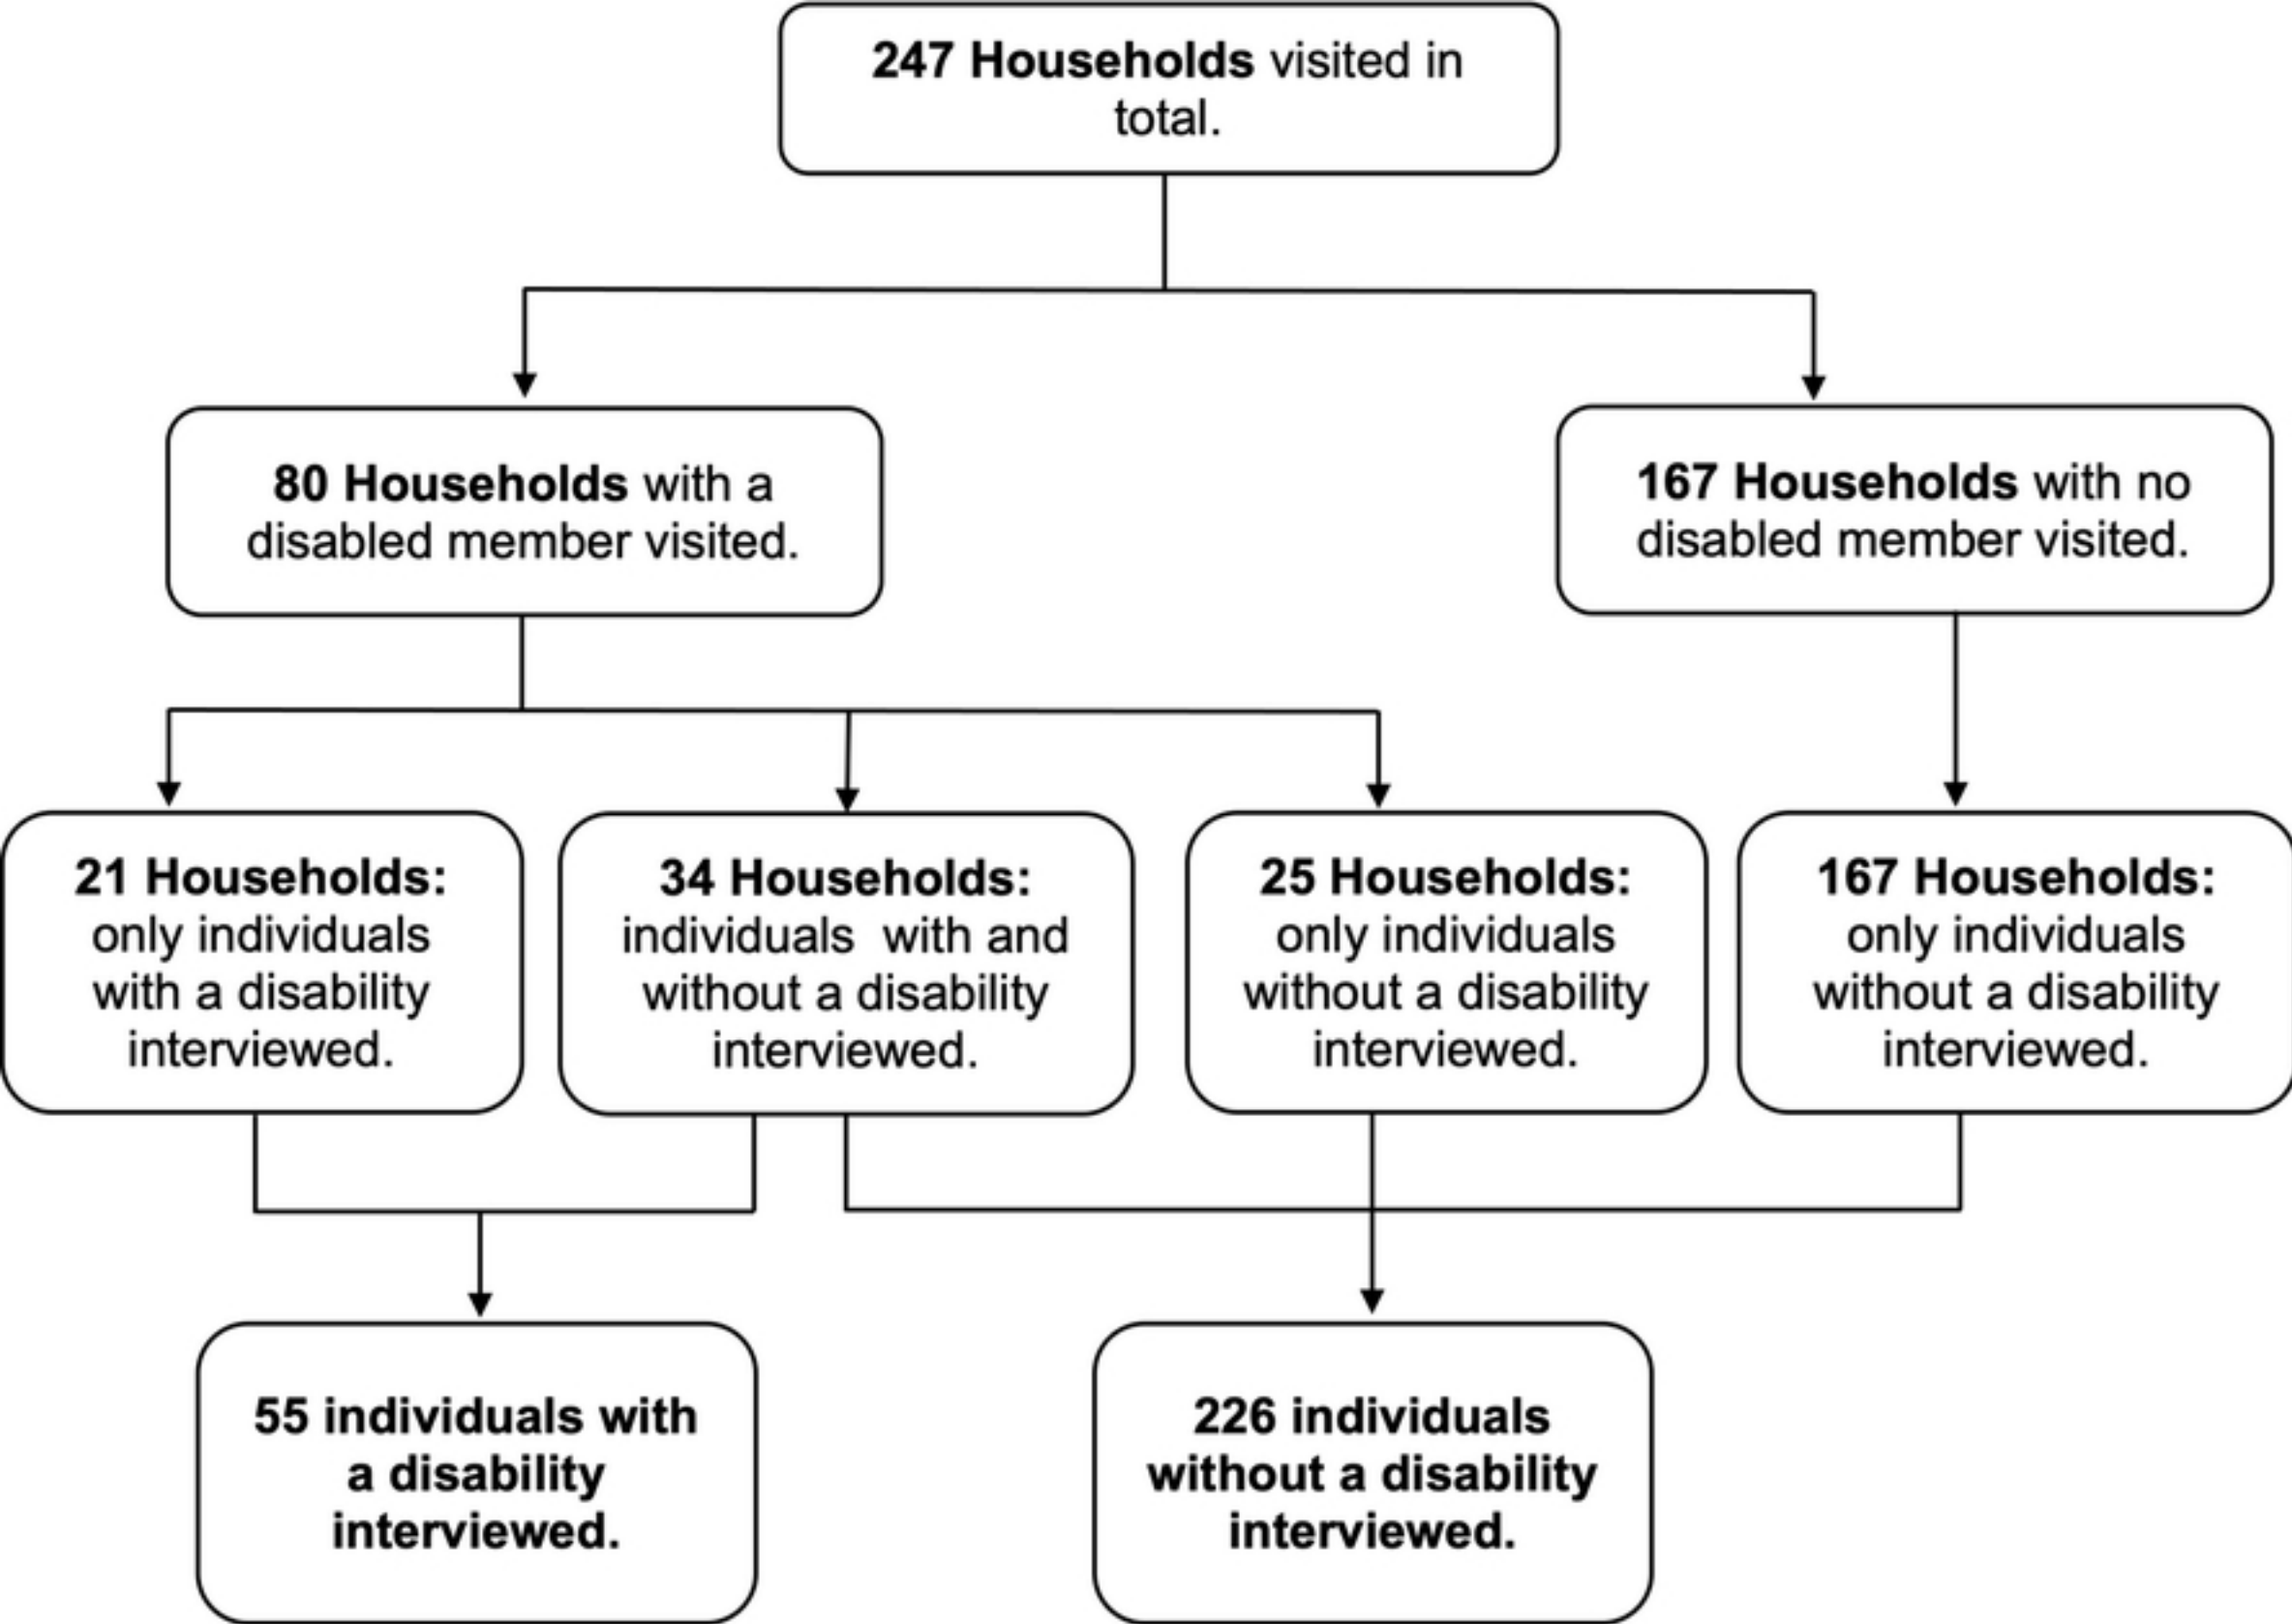 247 Households visited in
total.
80 Households with a
disabled member visited.
167 Households with no
disabled member visited.
21 Households:
only individuals
with a disability
interviewed.
34 Households:
individuals  with and
without a disability
interviewed.
25 Households:
only individuals
without a disability
interviewed.
167 Households:
only individuals
without a disability
interviewed.
55 individuals with
a disability
interviewed.
226 individuals
without a disability
interviewed.